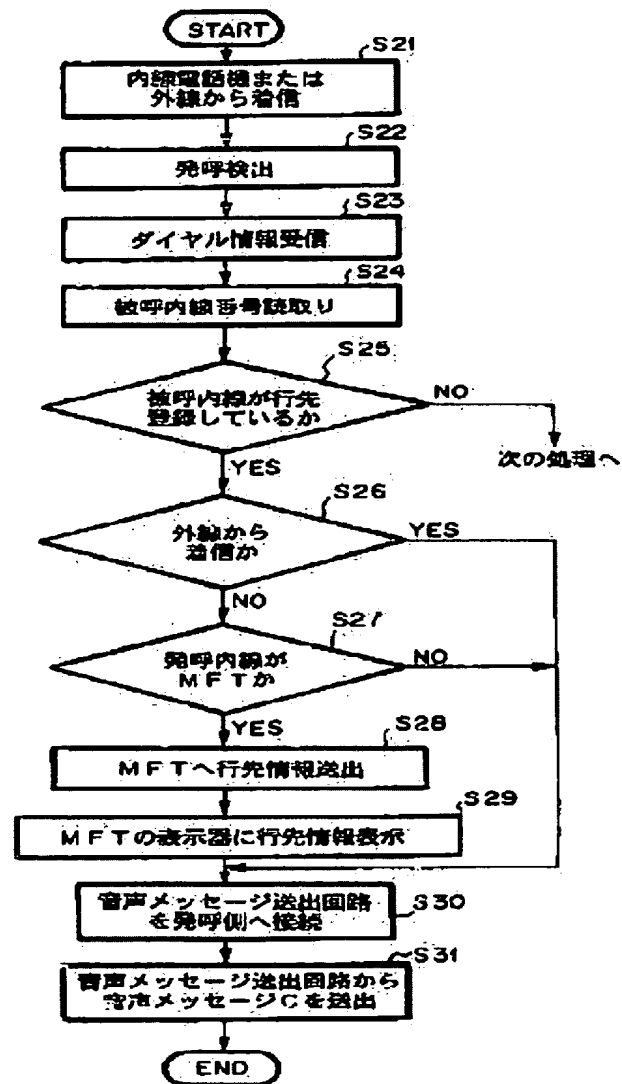 START
S21
内線電話機または
外線から着信
S22
発呼検出
S23
ダイヤル情報受信
S24
被呼内線番号読取り
S25
被呼内線が行先
登録しているか
NO
次の処理へ
YES
S26
外線から
着信か
YES
NO
S27
発呼内線が
MFTか
NO
YES
S28
MFTへ行先情報送出
S29
MFTの表示器に行先情報表示
音声メッセージ送出回路
を発呼側へ接続
S30
S31
音声メッセージ送出回路から
音声メッセージCを送出
END